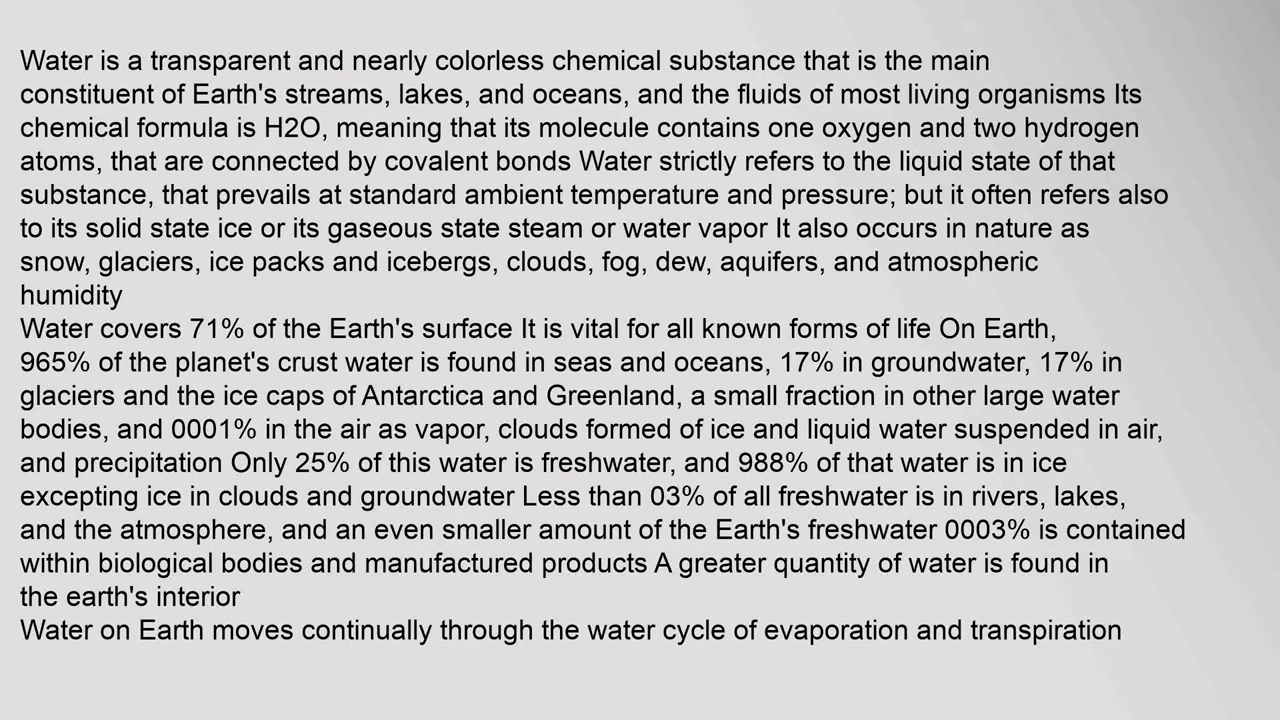 Water is a transparent and nearly colorless chemical substance that is the main
constituent of Earth's streams, lakes, and oceans, and the fluids of most living organisms Its
chemical formula is H2O, meaning that its molecule contains one oxygen and two hydrogen
atoms, that are connected by covalent bonds Water strictly refers to the liquid state of that
substance, that prevails at standard ambient temperature and pressure; but it often refers also
to its solid state ice or its gaseous state steam or water vapor It also occurs in nature as
snow, glaciers, ice packs and icebergs, clouds, fog, dew, aquifers, and atmospheric
humidity
Water covers 71% of the Earth's surface It is vital for all known forms of life On Earth,
965% of the planet's crust water is found in seas and oceans, 17% in groundwater, 17% in
glaciers and the ice caps of Antarctica and Greenland, a small fraction in other large water
bodies, and 0001% in the air as vapor, clouds formed of ice and liquid water suspended in air,
and precipitation Only 25% of this water is freshwater, and 988% of that water is in ice
excepting ice in clouds and groundwater Less than 03% of all freshwater is in rivers, lakes,
and the atmosphere, and an even smaller amount of the Earth's freshwater 0003% is contained
within biological bodies and manufactured products A greater quantity of water is found in
the earth's interior
Water on Earth moves continually through the water cycle of evaporation and transpiration